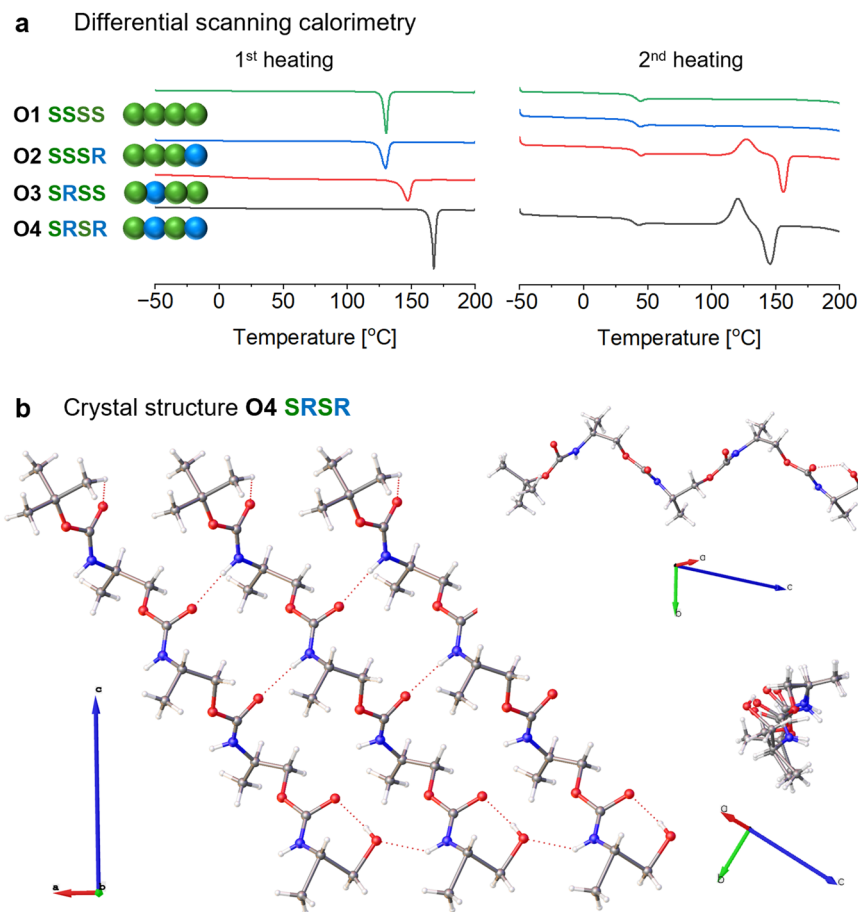 a Differential scanning calorimetry
1st heating 2nd heating
O1 SSSS
O2 SSSR
O3 SRSS
O4 SRSR
−50 0 50 100 150 200 −50 0 50 100 150 200
Temperature [°C] Temperature [°C]
b Crystal structure O4 SRSR
a
c
b
c
a b
a
b
c